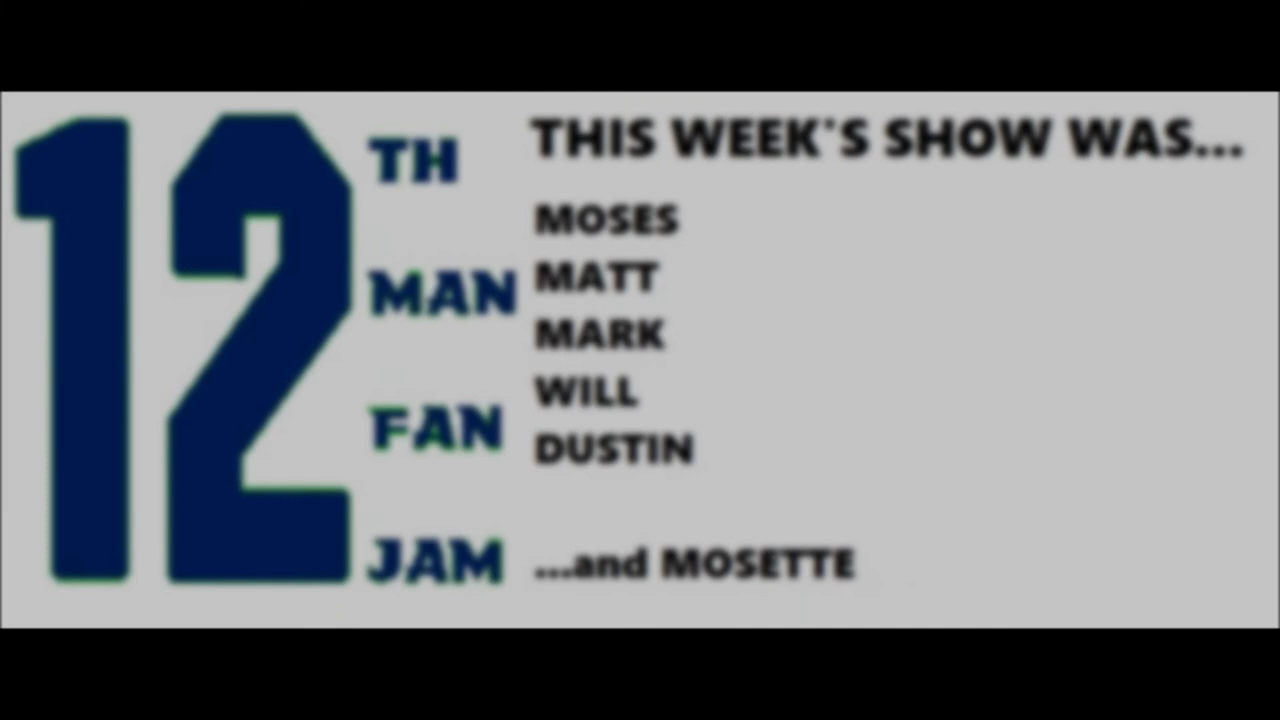 12
TH
MAN
FAN
JAM
THIS WEEK'S SHOW WAS...
MOSES
MATT
MARK
WILL
DUSTIN
...and MOSETTE